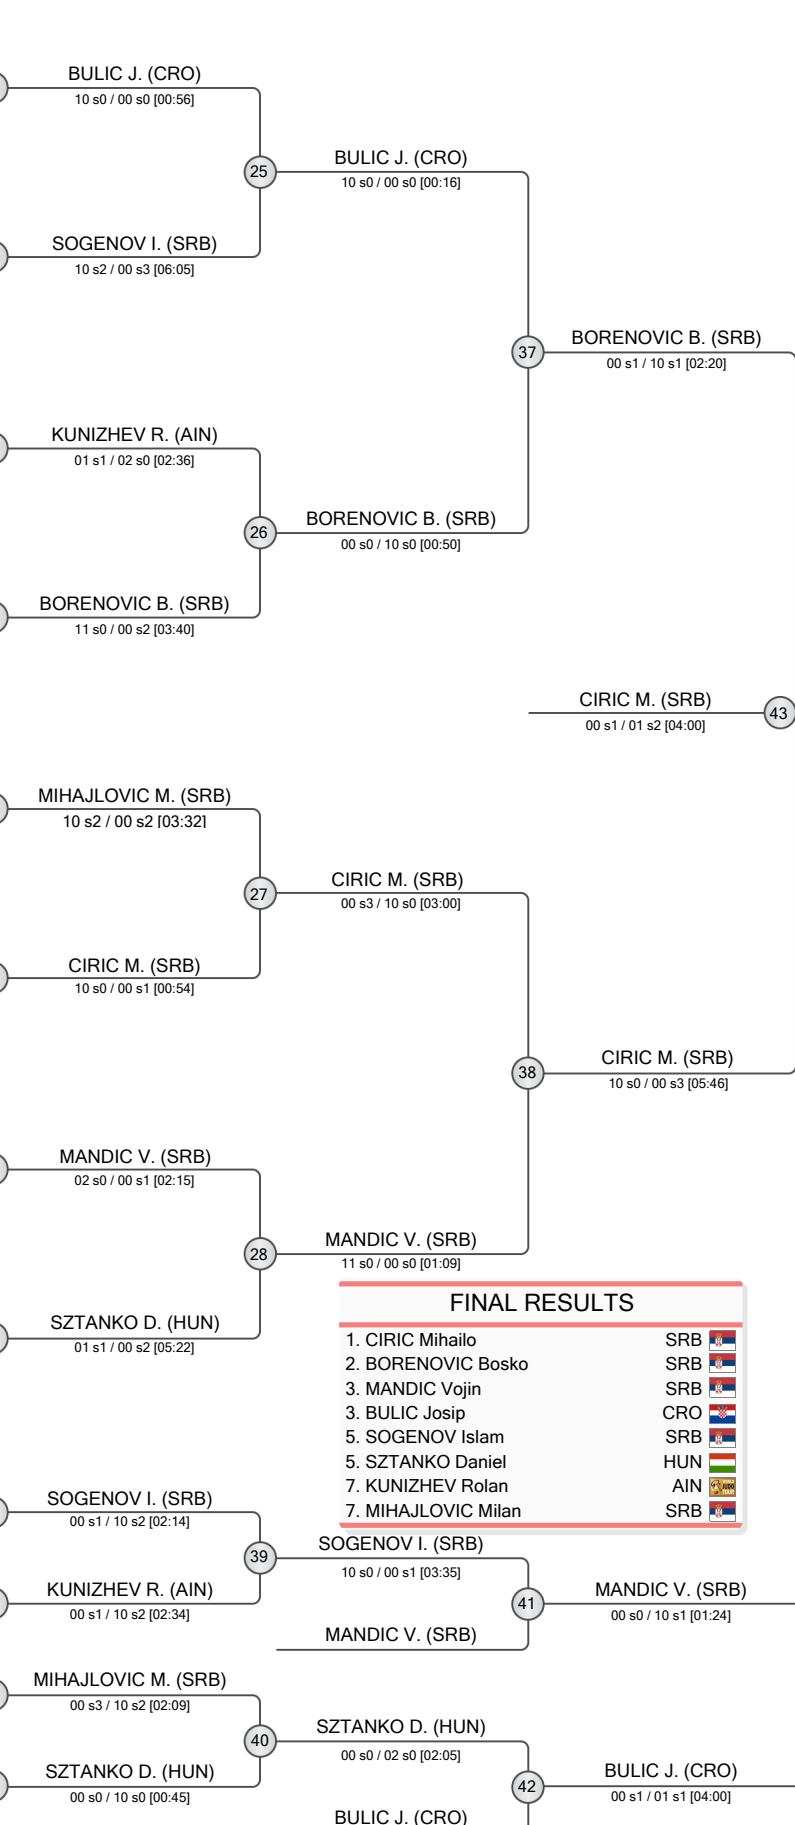 BULIC J. (CRO)
10 s0 / 00 s0 [00:56]
25
BULIC J. (CRO)
10 s0 / 00 s0 [00:16]
SOGENOV I. (SRB)
10 s2 / 00 s3 [06:05]
37
BORENOVIC B. (SRB)
00 s1 / 10 s1 [02:20]
KUNIZHEV R. (AIN)
01 s1 / 02 s0 [02:36]
26
BORENOVIC B. (SRB)
00 s0 / 10 s0 [00:50]
BORENOVIC B. (SRB)
11 s0 / 00 s2 [03:40]
CIRIC M. (SRB)
43
00 s1 / 01 s2 [04:00]
MIHAJLOVIC M. (SRB)
10 s2 / 00 s2 [03:32]
27
CIRIC M. (SRB)
00 s3 / 10 s0 [03:00]
CIRIC M. (SRB)
10 s0 / 00 s1 [00:54]
38
CIRIC M. (SRB)
10 s0 / 00 s3 [05:46]
MANDIC V. (SRB)
02 s0 / 00 s1 [02:15]
28
MANDIC V. (SRB)
11 s0 / 00 s0 [01:09]
SZTANKO D. (HUN)
01 s1 / 00 s2 [05:22]
FINAL RESULTS
1. CIRIC Mihailo SRB
2. BORENOVIC Bosko SRB
3. MANDIC Vojin SRB
3. BULIC Josip CRO
5. SOGENOV Islam SRB
5. SZTANKO Daniel HUN
7. KUNIZHEV Rolan AIN
7. MIHAJLOVIC Milan SRB
SOGENOV I. (SRB)
00 s1 / 10 s2 [02:14]
39
SOGENOV I. (SRB)
10 s0 / 00 s1 [03:35]
KUNIZHEV R. (AIN)
00 s1 / 10 s2 [02:34]
41
MANDIC V. (SRB)
00 s0 / 10 s1 [01:24]
MANDIC V. (SRB)
MIHAJLOVIC M. (SRB)
00 s3 / 10 s2 [02:09]
40
SZTANKO D. (HUN)
00 s0 / 02 s0 [02:05]
SZTANKO D. (HUN)
00 s0 / 10 s0 [00:45]
42
BULIC J. (CRO)
00 s1 / 01 s1 [04:00]
BULIC J. (CRO)